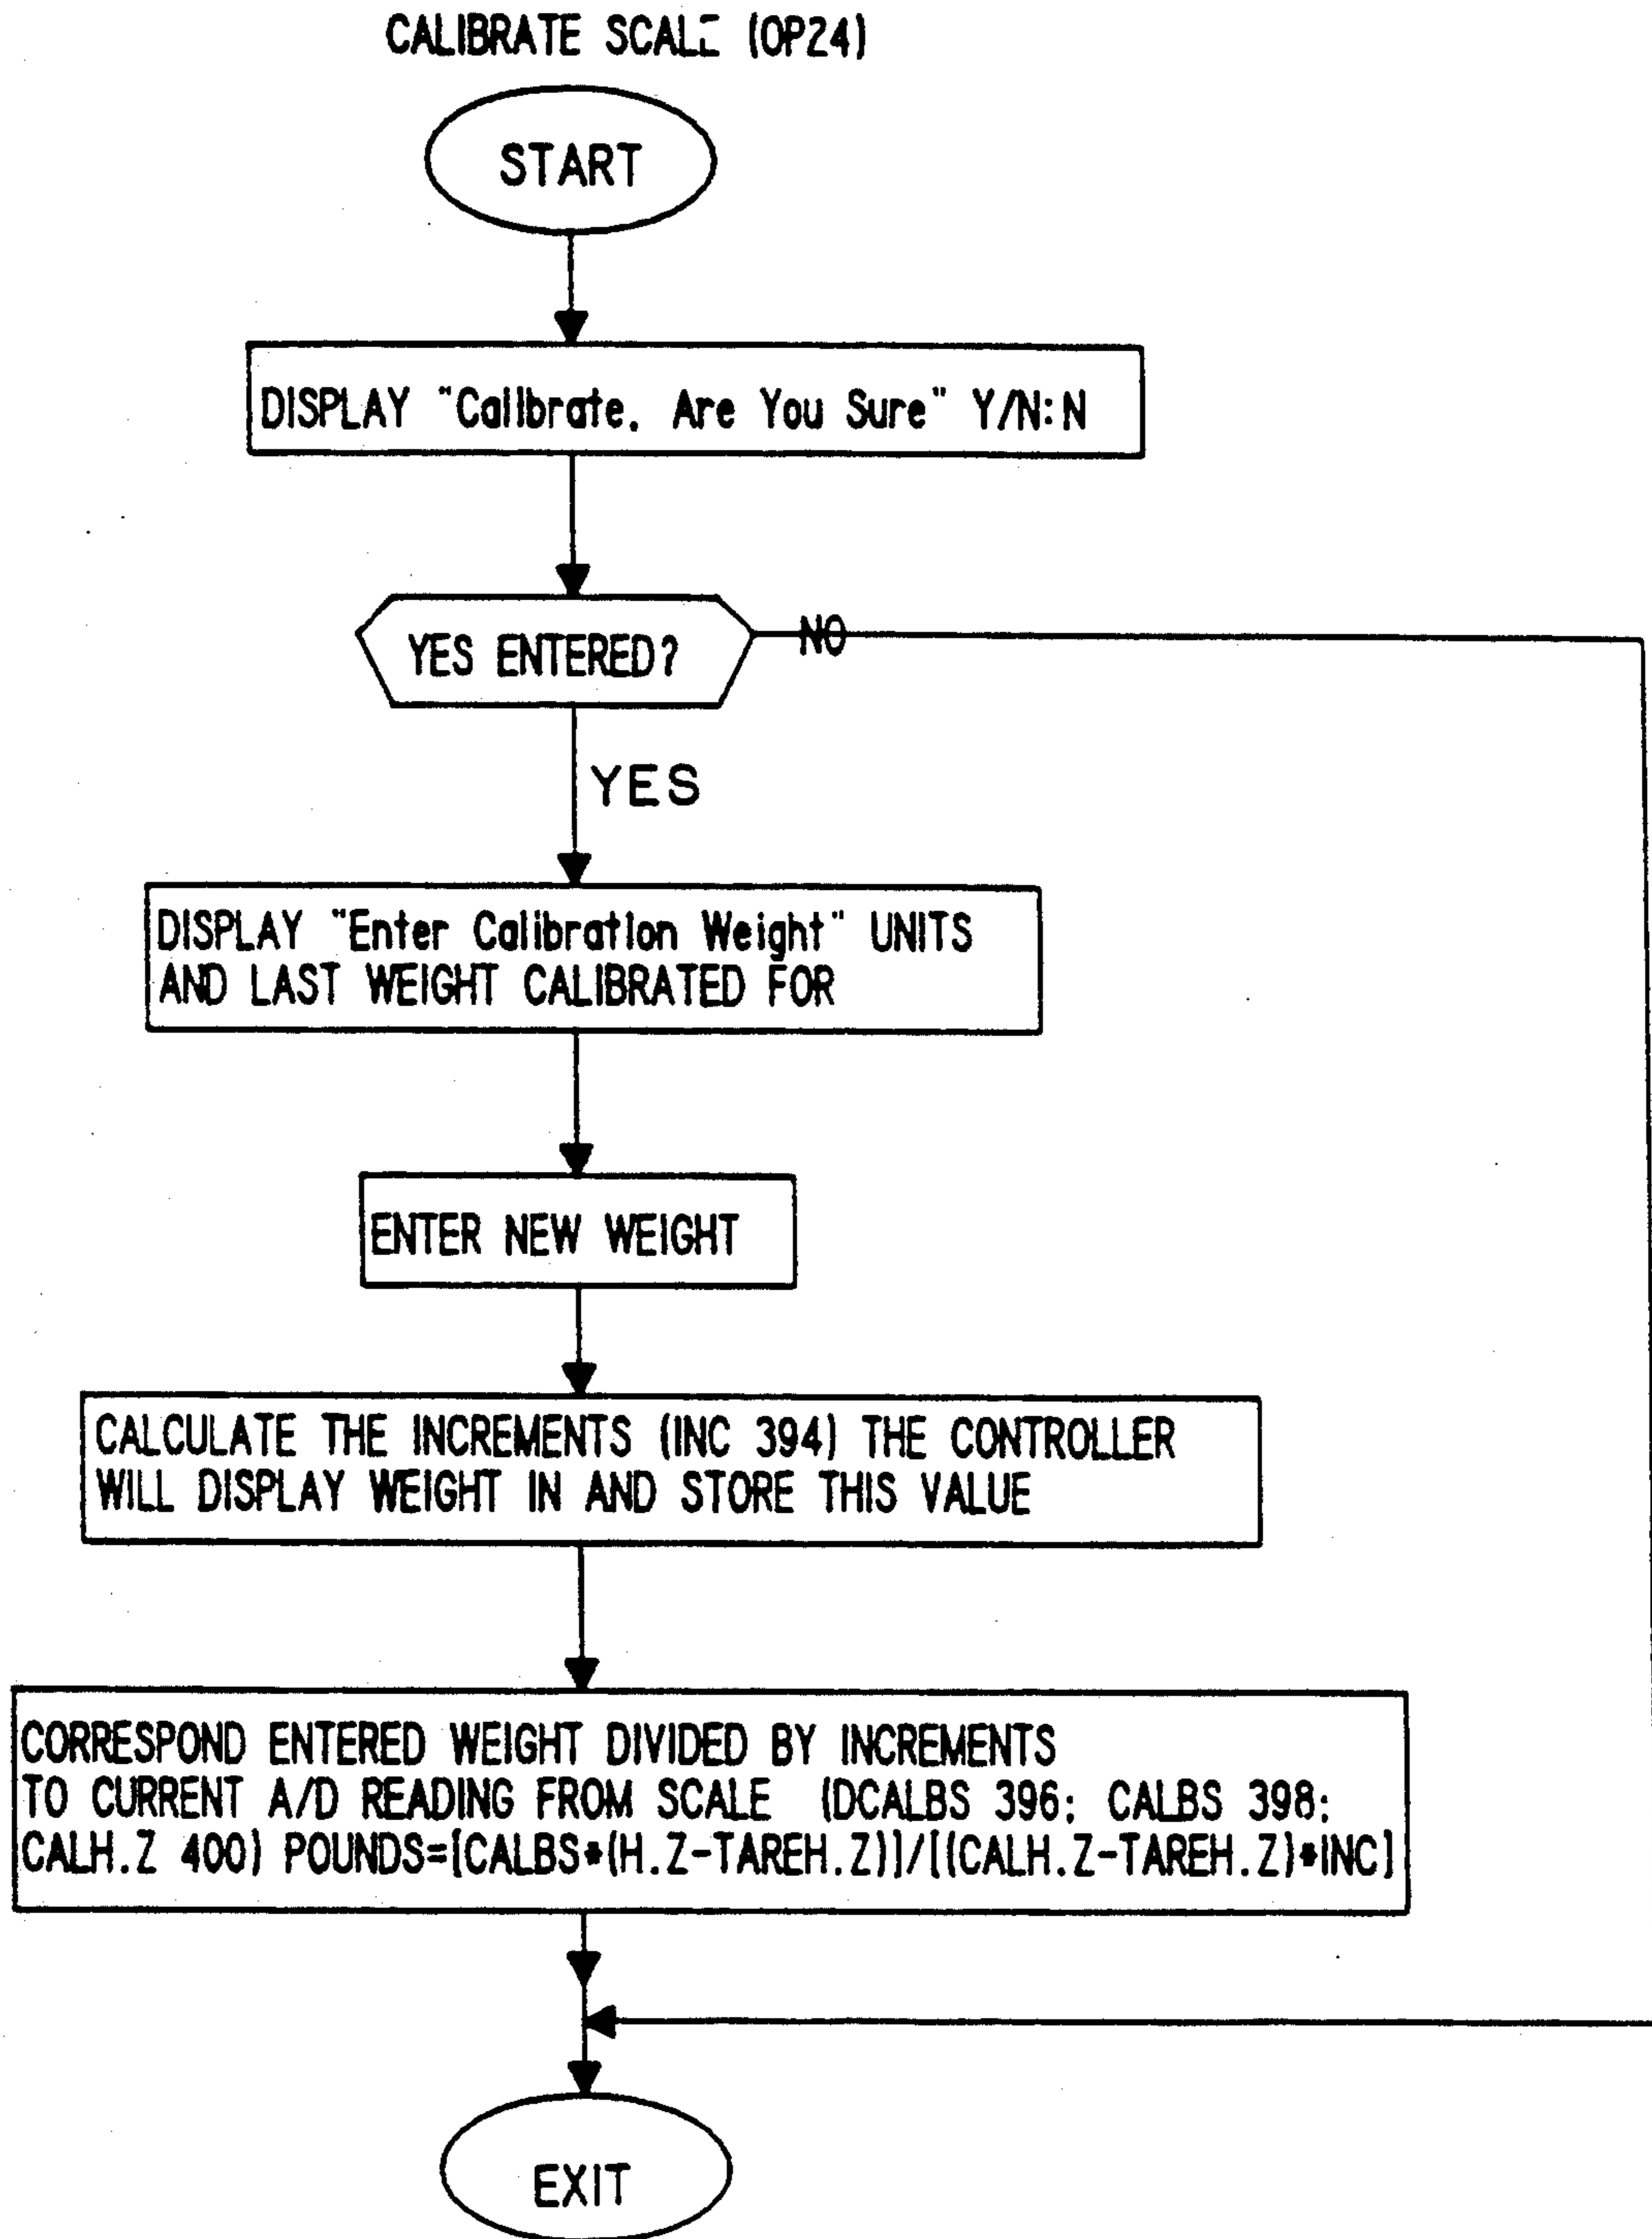 CALIBRATE SCALE (OP24)
START
DISPLAY "Calibrate, Are You Sure" Y/N:N
YES ENTERED?
NO
YES
DISPLAY "Enter Calibration Weight" UNITS
AND LAST WEIGHT CALIBRATED FOR
ENTER NEW WEIGHT
CALCULATE THE INCREMENTS (INC 394) THE CONTROLLER
WILL DISPLAY WEIGHT IN AND STORE THIS VALUE
CORRESPOND ENTERED WEIGHT DIVIDED BY INCREMENTS
TO CURRENT A/D READING FROM SCALE (DCALBS 396; CALBS 398;
CALH.Z 400) POUNDS=[CALBS*(H.Z-TAREH.Z)]/[(CALH.Z-TAREH.Z)*INC]
EXIT